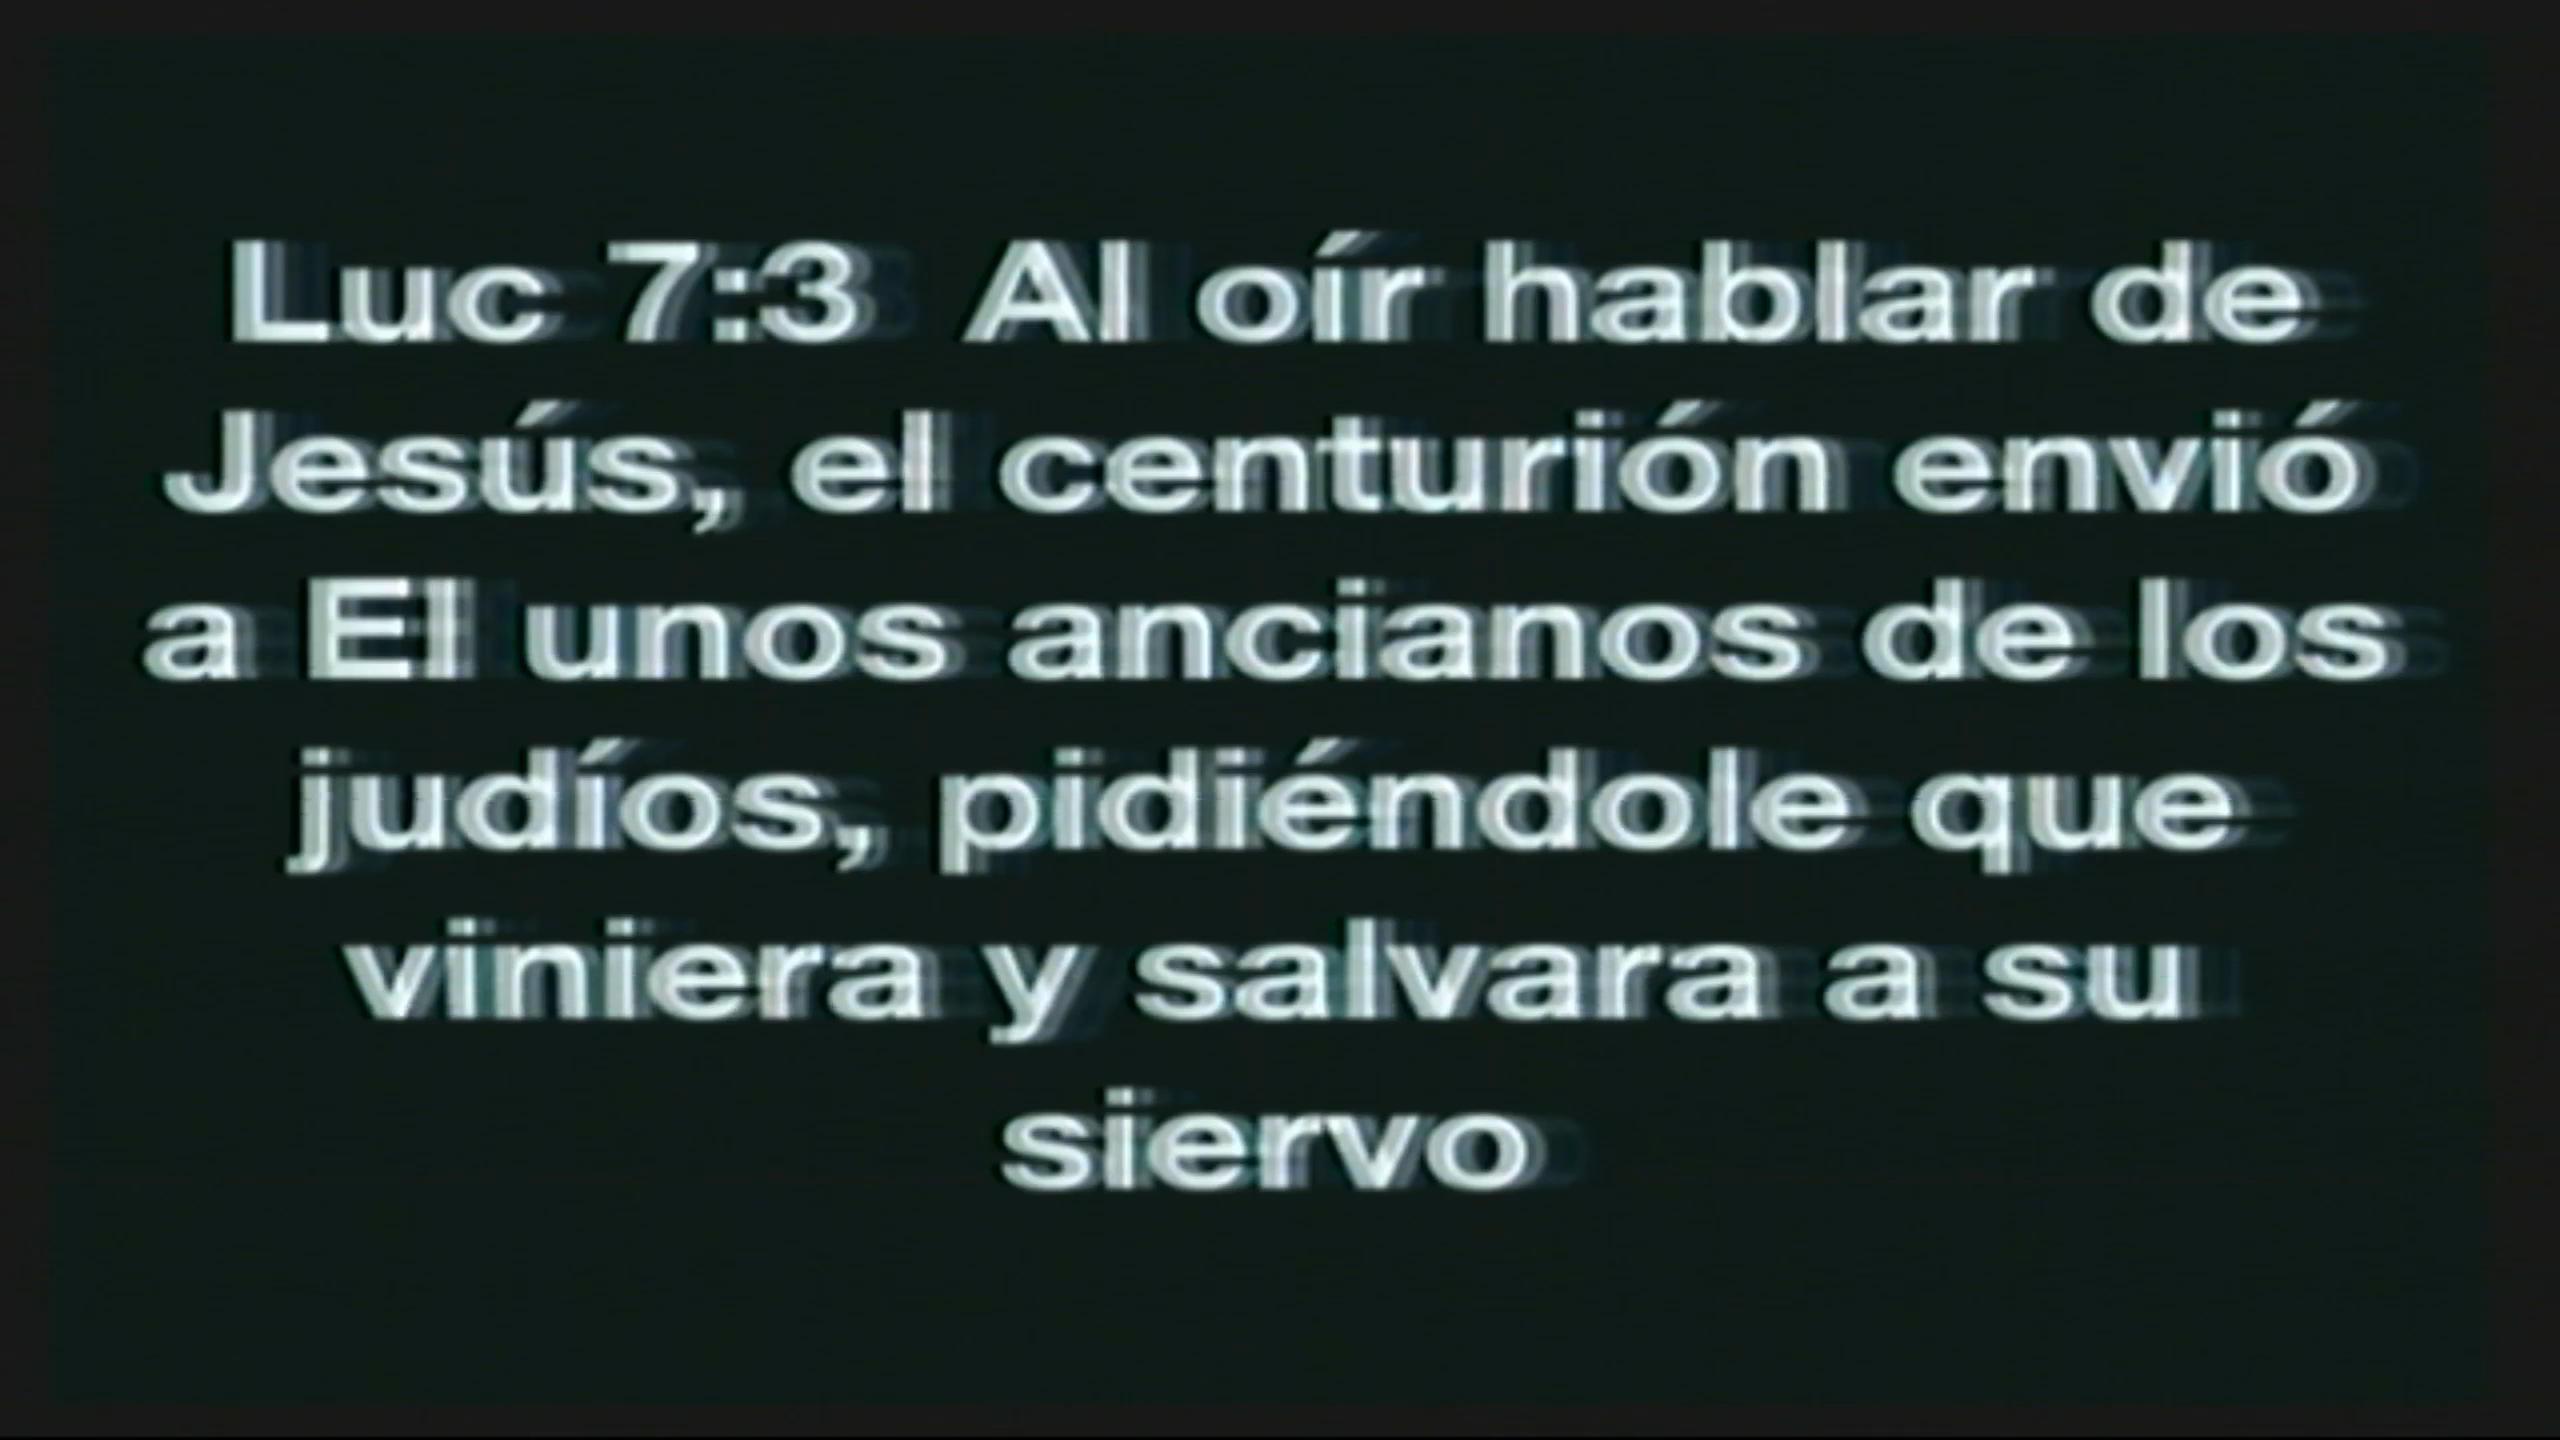 Luc 7:3  Al oír hablar de
Jesús, el centurión envió
a El unos ancianos de los
judíos, pidiéndole que
viniera y salvara a su
siervo